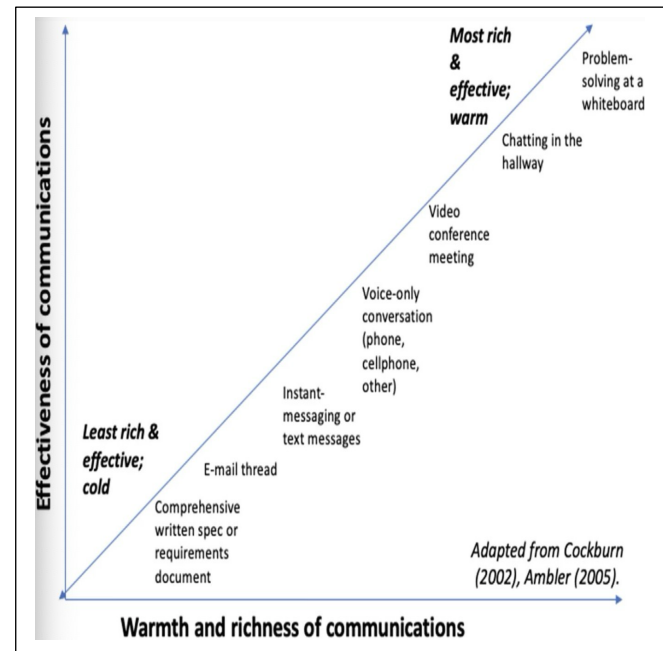 Effectiveness of communications
Most rich
&
effective;
warm
Problem-
solving at a
whiteboard
Chatting in the
hallway
Video
conference
meeting
Voice-only
conversation
(phone,
cellphone,
other)
Instant-
messaging or
text messages
Least rich &
effective;
cold
E-mail thread
Comprehensive
written spec or
requirements
document
Adapted from Cockburn
(2002), Ambler (2005).
Warmth and richness of communications